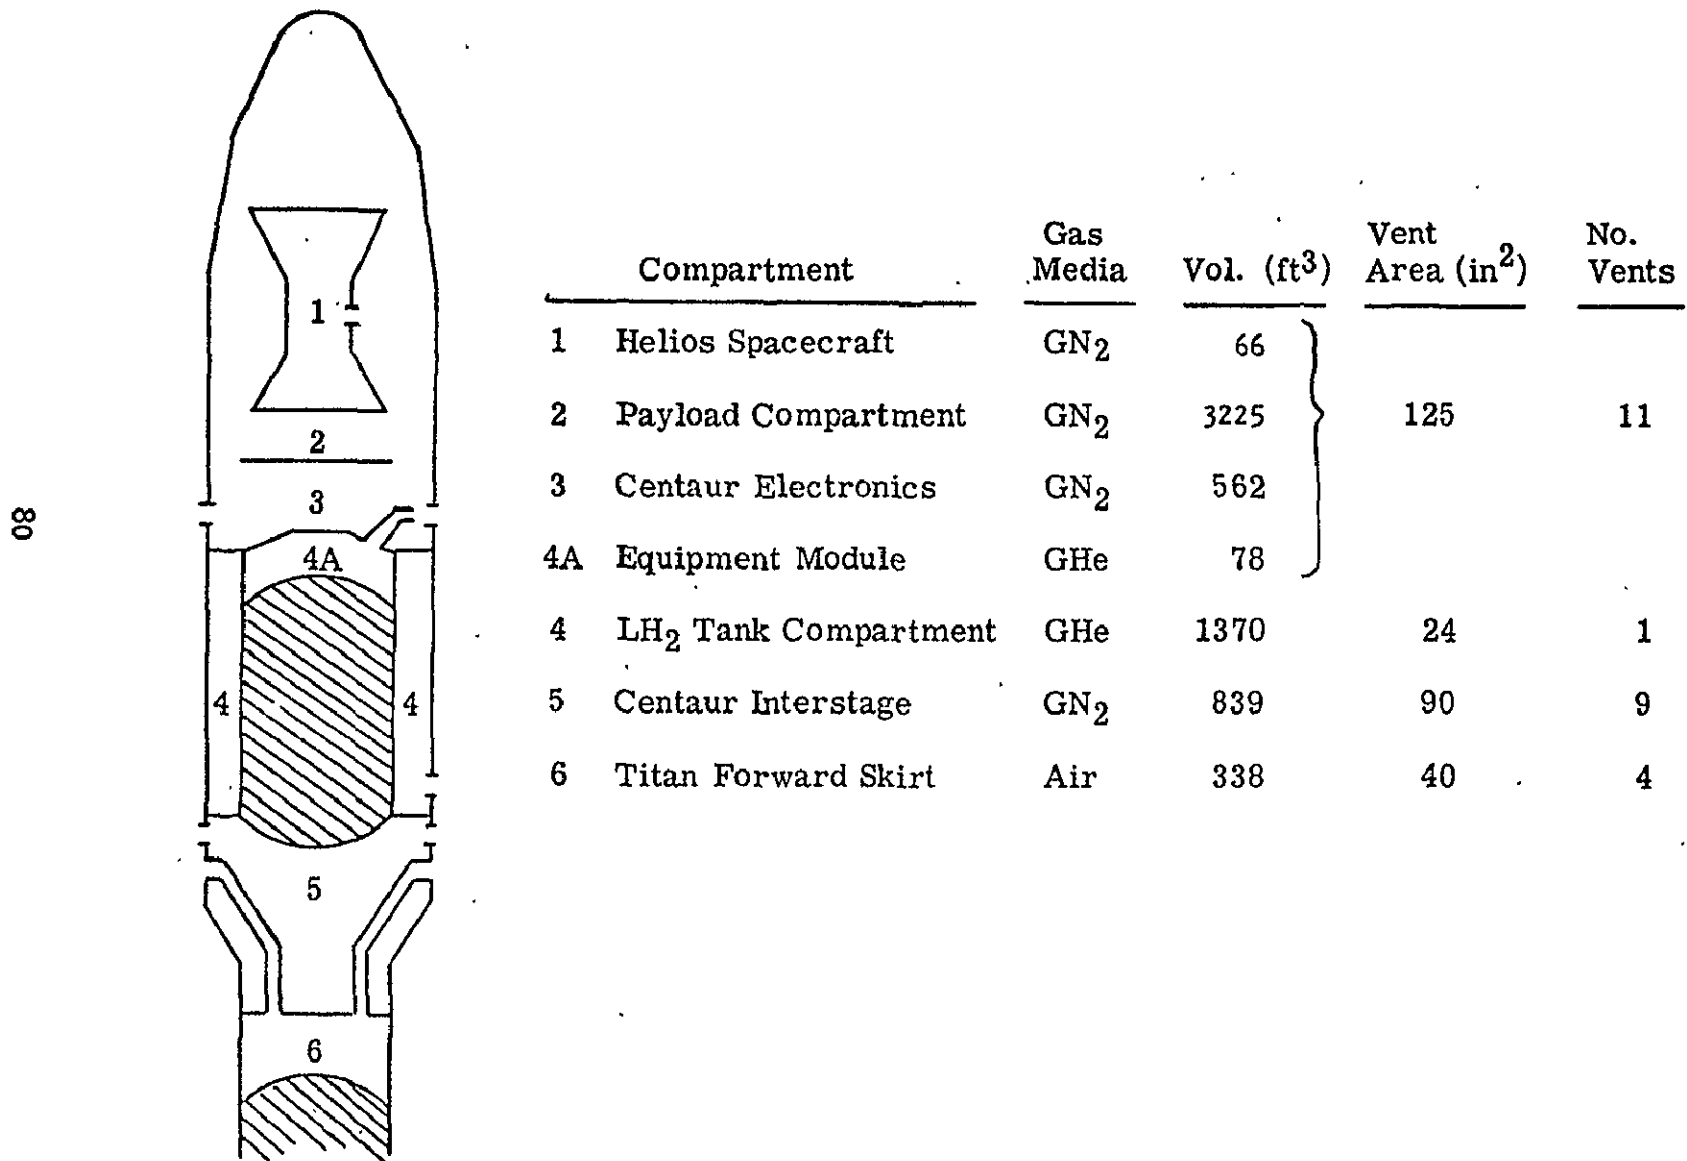 80
1
2
3
4A
4 4
5
6
Compartment Gas Media Vol. (ft³) Vent Area (in²) No. Vents
1 Helios Spacecraft GN₂ 66
2 Payload Compartment GN₂ 3225 125 11
3 Centaur Electronics GN₂ 562
4A Equipment Module GHe 78
4 LH₂ Tank Compartment GHe 1370 24 1
5 Centaur Interstage GN₂ 839 90 9
6 Titan Forward Skirt Air 338 40 4